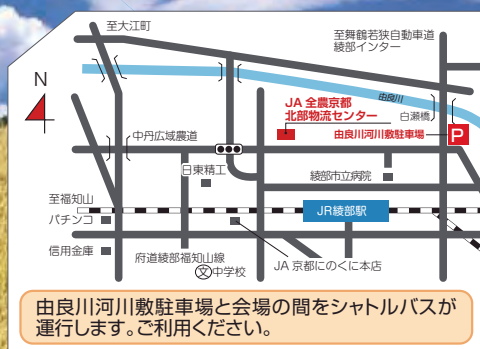 至大江町
至舞鶴若狭自動車道
綾部インター
N
由良川
JA 全農京都
北部物流センター
白瀬橋
由良川河川敷駐車場
P
中丹広域農道
日東精工
綾部市立病院
至福知山
パチンコ
JR綾部駅
信用金庫
府道綾部福知山線
文中学校
JA 京都にのくに本店
由良川河川敷駐車場と会場の間をシャトルバスが
運行します。ご利用ください。